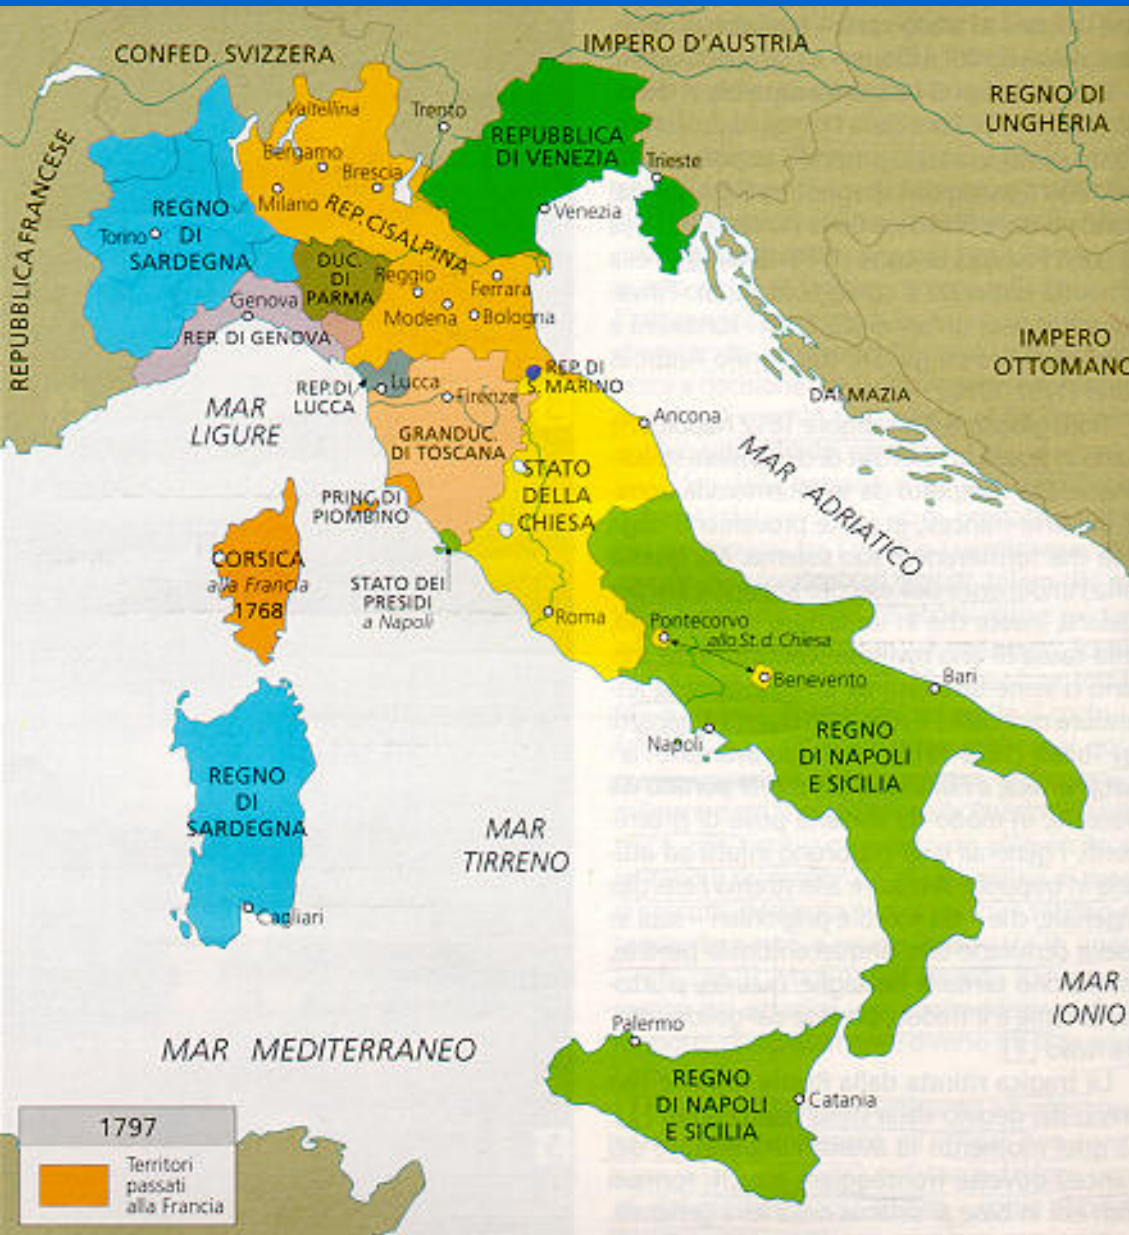 CONFED. SVIZZERA
IMPERO D'AUSTRIA
REGNO DI
UNGHERIA
REPUBBLICA FRANCESE
Valtellina
Trento
Bergamo
Brescia
Milano
REPUBBLICA
DI VENEZIA
Trieste
Venezia
REGNO
DI
SARDEGNA
Torino
REP. CISALPINA
DUC.
DI
PARMA
Reggio
Ferrara
Modena
Bologna
Genova
REP. DI GENOVA
IMPERO
OTTOMANO
REP. DI
LUCCA
Lucca
Firenze
REP. DI
S. MARINO
DALMAZIA
MAR
LIGURE
GRANDUC.
DI TOSCANA
Ancona
MAR ADRIATICO
STATO
DELLA
CHIESA
PRINC. DI
PIOMBINO
CORSICA
alla Francia
1768
STATO DEI
PRESIDI
a Napoli
Roma
Pontecorvo
allo St. d. Chiesa
Benevento
Bari
Napoli
REGNO
DI NAPOLI
E SICILIA
REGNO
DI
SARDEGNA
Cagliari
MAR
TIRRENO
MAR
IONIO
MAR MEDITERRANEO
Palermo
REGNO
DI NAPOLI
E SICILIA
Catania
1797
Territori
passati
alla Francia